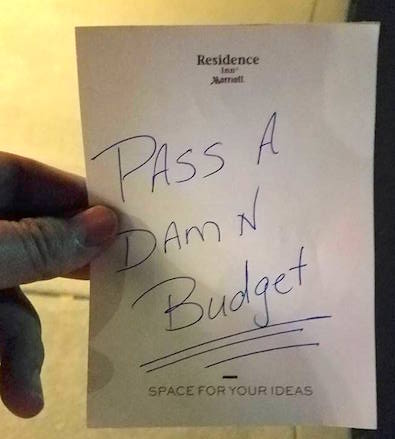 Residence
Inn
Marriott
PASS A
DAMN
Budget
SPACE FOR YOUR IDEAS